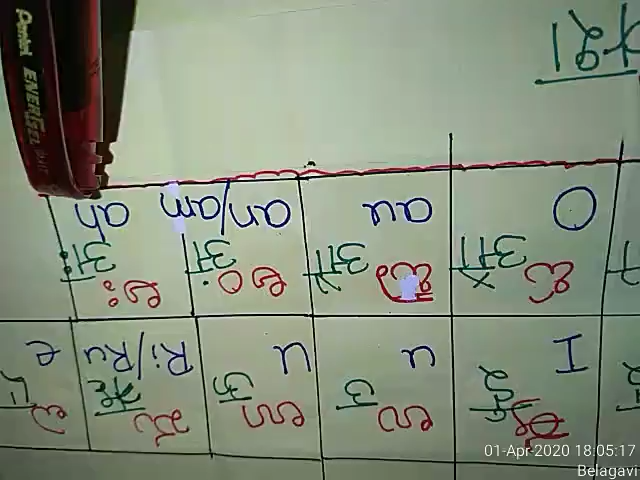 ಈ ಉ ಊ ಋ ಎ
ई उ ऊ ऋ ए
I u U Ri/Ru e
ಒ ಔ ಅಂ ಅಃ
ओ औ अं अः
O au an/am ah
Pentel ENERGEL
01-Apr-2020 18:05:17
Belagavi